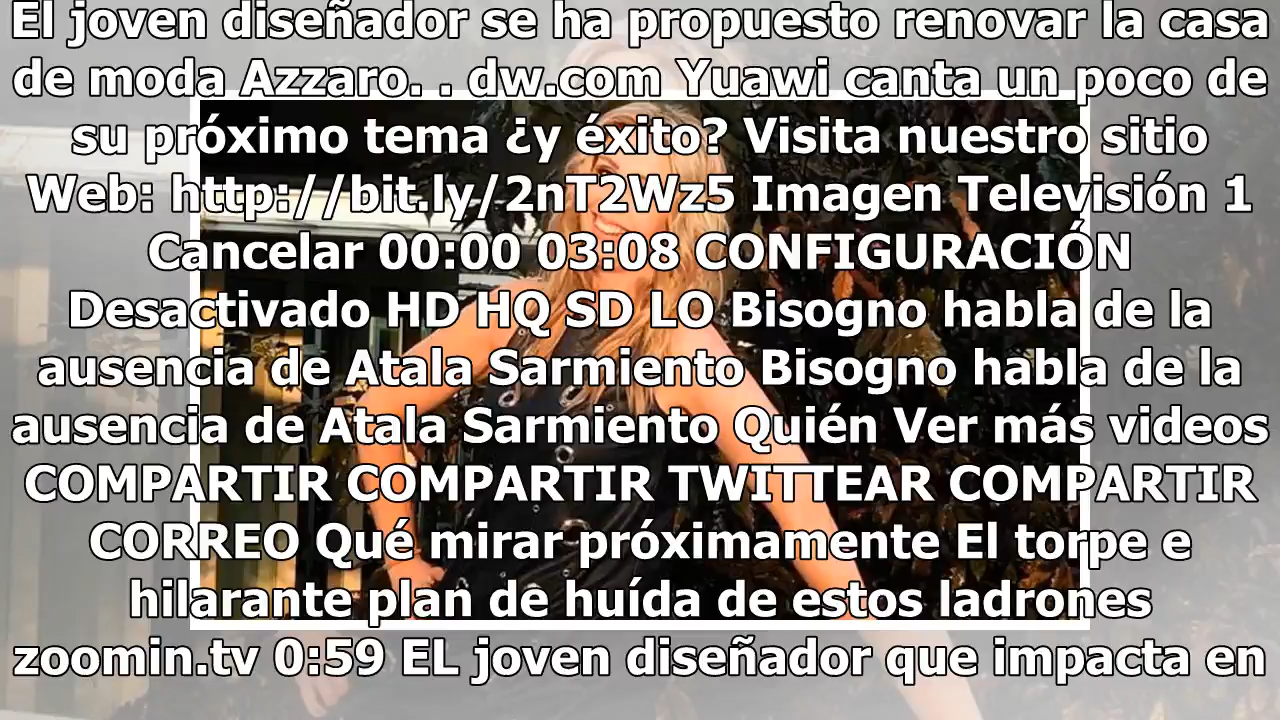 El joven diseñador se ha propuesto renovar la casa
de moda Azzaro. . dw.com Yuawi canta un poco de
su próximo tema ¿y éxito? Visita nuestro sitio
Web: http://bit.ly/2nT2Wz5 Imagen Televisión 1
Cancelar 00:00 03:08 CONFIGURACIÓN
Desactivado HD HQ SD LO Bisogno habla de la
ausencia de Atala Sarmiento Bisogno habla de la
ausencia de Atala Sarmiento Quién Ver más videos
COMPARTIR COMPARTIR TWITTEAR COMPARTIR
CORREO Qué mirar próximamente El torpe e
hilarante plan de huída de estos ladrones
zoomin.tv 0:59 EL joven diseñador que impacta en